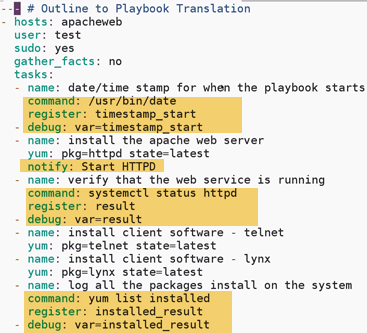 --- # Outline to Playbook Translation
- hosts: apacheweb
  user: test
  sudo: yes
  gather_facts: no
  tasks:
  - name: date/time stamp for when the playbook starts
    command: /usr/bin/date
    register: timestamp_start
  - debug: var=timestamp_start
  - name: install the apache web server
    yum: pkg=httpd state=latest
    notify: Start HTTPD
  - name: verify that the web service is running
    command: systemctl status httpd
    register: result
  - debug: var=result
  - name: install client software - telnet
    yum: pkg=telnet state=latest
  - name: install client software - lynx
    yum: pkg=lynx state=latest
  - name: log all the packages install on the system
    command: yum list installed
    register: installed_result
  - debug: var=installed_result